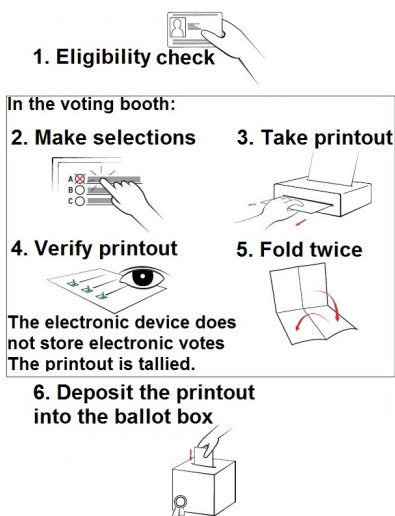 1. Eligibility check
In the voting booth:
2. Make selections
3. Take printout
A
B
C
4. Verify printout
5. Fold twice
The electronic device does
not store electronic votes
The printout is tallied.
6. Deposit the printout
into the ballot box